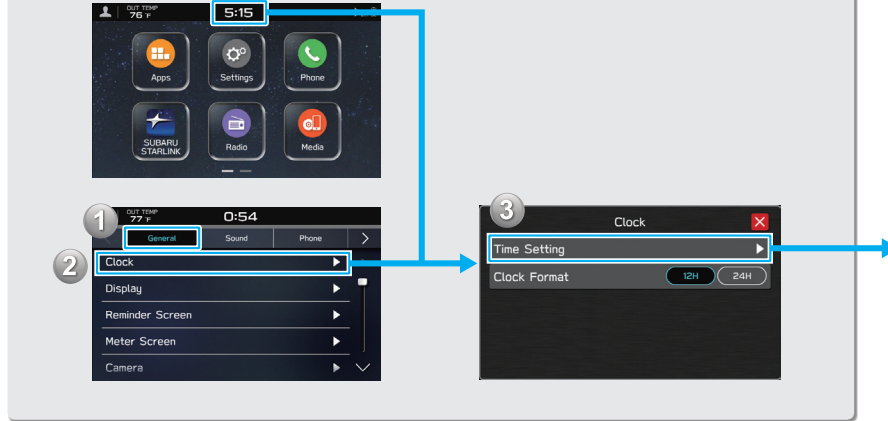 OUT TEMP
76 °F
5:15
Apps
Settings
Phone
SUBARU
STARLINK
Radio
Media
1
OUT TEMP
77 °F
0:54
General
Sound
Phone
2
Clock
Display
Reminder Screen
Meter Screen
Camera
3
Clock
Time Setting
Clock Format
12H
24H